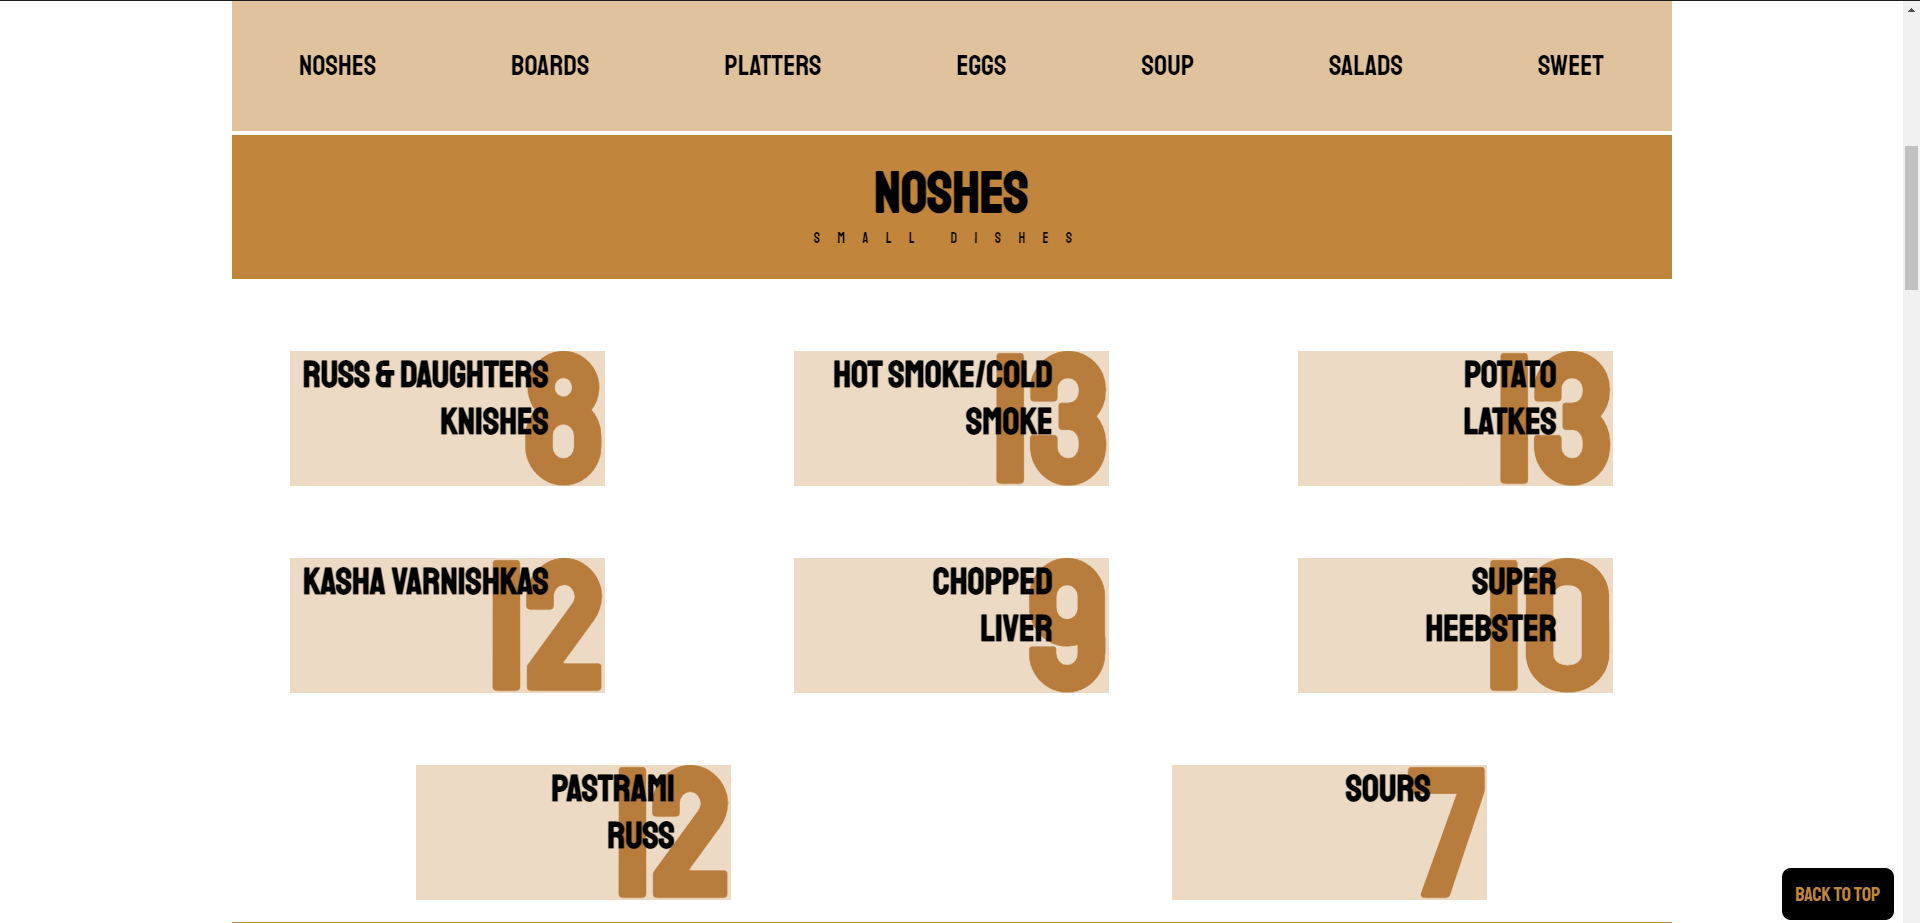 NOSHES
BOARDS
PLATTERS
EGGS
SOUP
SALADS
SWEET
NOSHES
SMALL DISHES
RUSS & DAUGHTERS
KNISHES
8
HOT SMOKE/COLD
SMOKE
13
POTATO
LATKES
13
KASHA VARNISHKAS
12
CHOPPED
LIVER
9
SUPER
HEEBSTER
10
PASTRAMI
RUSS
12
SOURS
7
BACK TO TOP